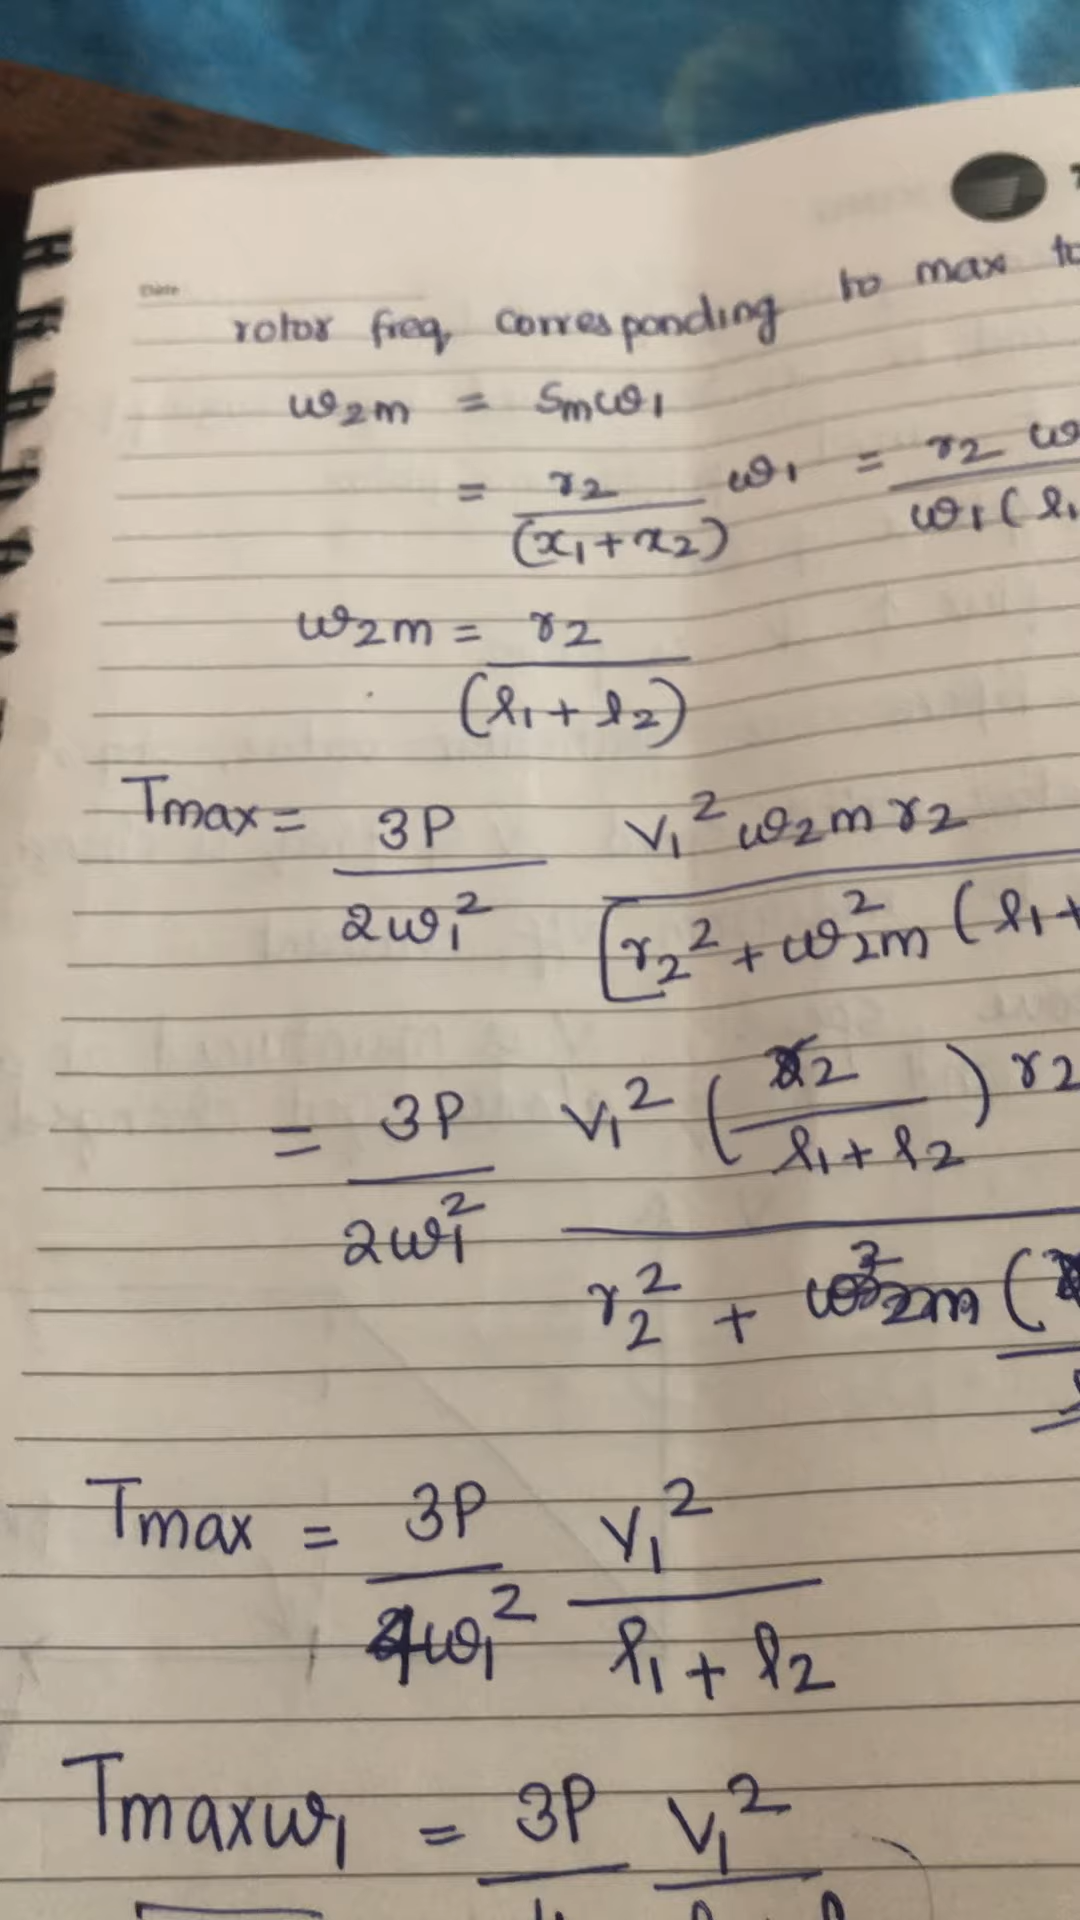 Date
rotor freq. corresponding to max
ω2m = Smω1
= r2/(x1+x2) ω1 = r2 ω/ω1(l1
ω2m = r2/(l1+l2)
Tmax = 3P/2ω1² V1² ω2m r2/[r2² + ω2m² (l1+
= 3P/2ω1² V1² (r2/l1+l2) r2/r2² + ω2m² (
Tmax = 3P/4ω1² V1²/l1+l2
Tmaxω1 = 3P V1²